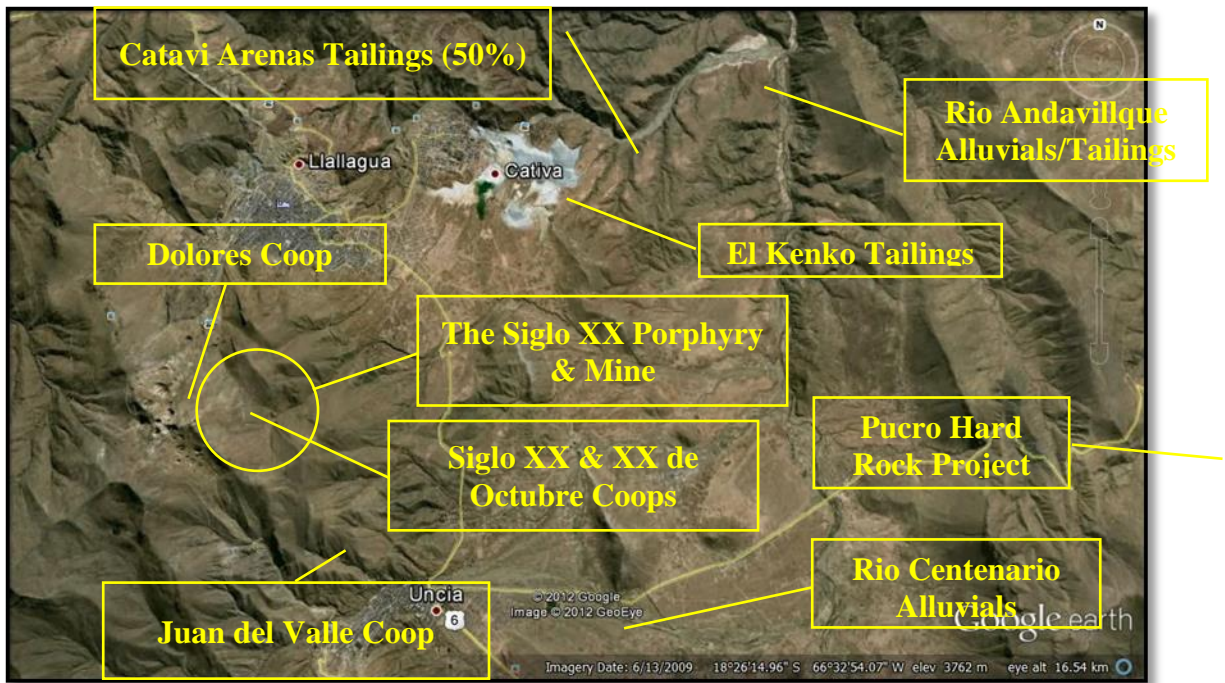 Catavi Arenas Tailings (50%)
N
Rio Andavillque
Alluvials/Tailings
Llallagua
Cativa
Dolores Coop
El Kenko Tailings
The Siglo XX Porphyry
& Mine
Pucro Hard
Rock Project
Siglo XX & XX de
Octubre Coops
Rio Centenario
Alluvials
Uncia
6
© 2012 Google
Image © 2012 GeoEye
Google earth
Juan del Valle Coop
Imagery Date: 6/13/2009 18°26'14.96" S 66°32'54.07" W elev 3762 m eye alt 16.54 km